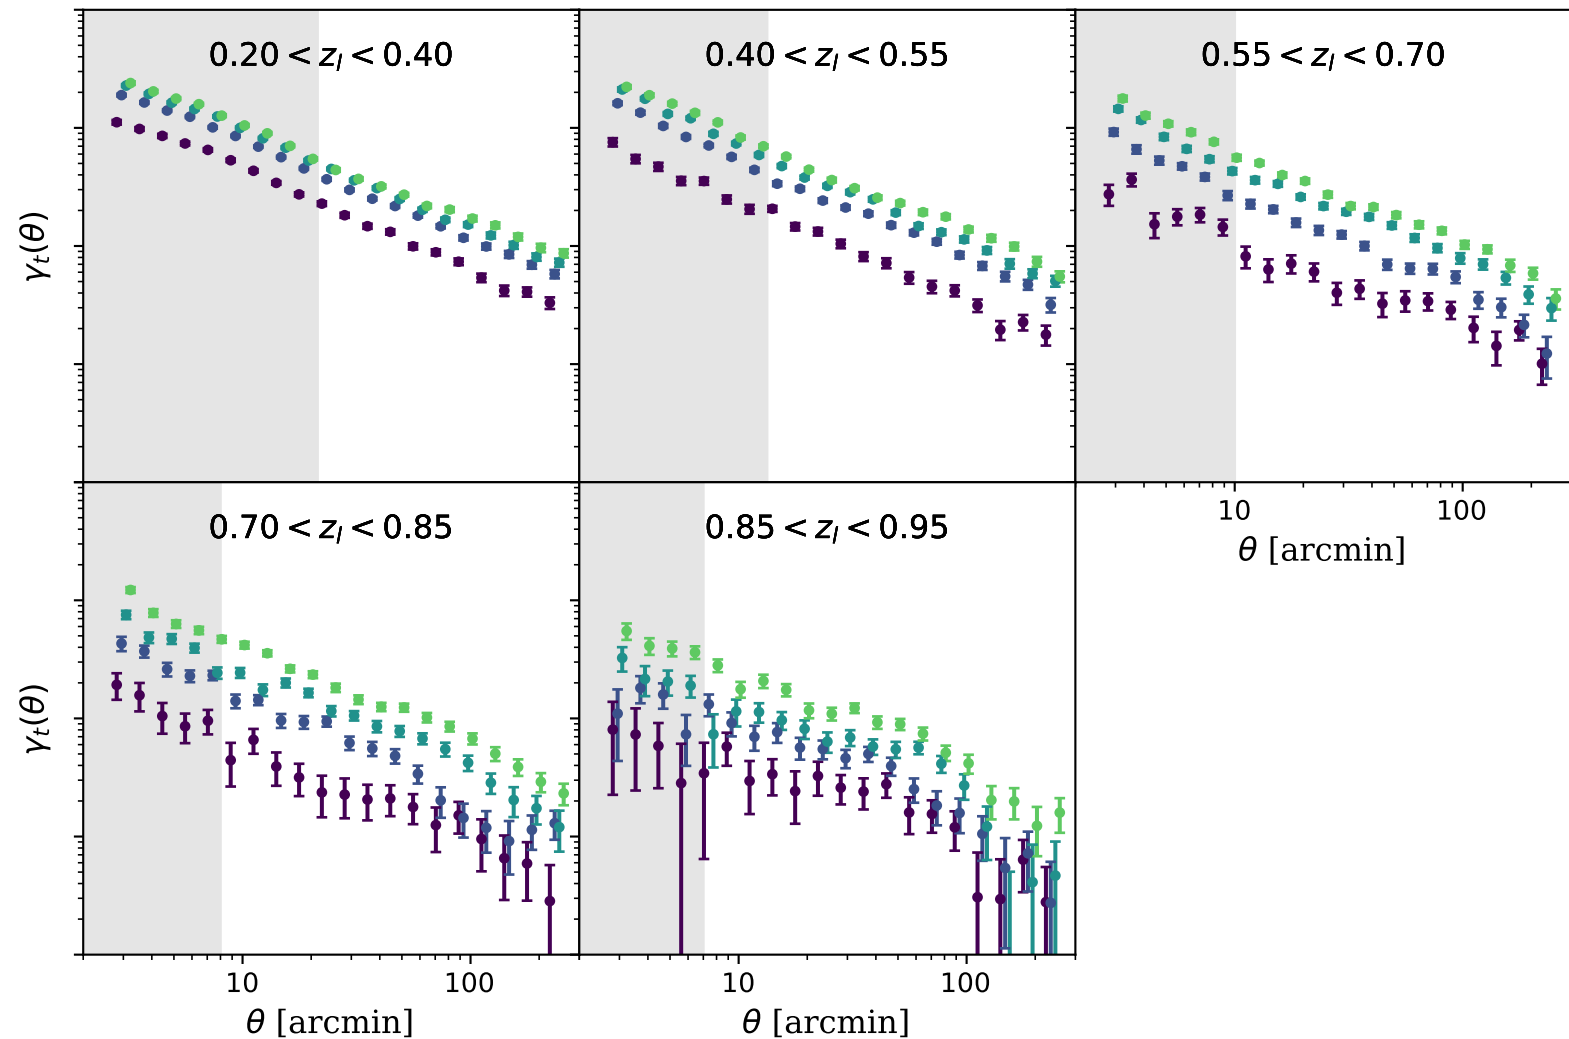 0.20 < z_l < 0.40
0.40 < z_l < 0.55
0.55 < z_l < 0.70
γ_t(θ)
10
100
θ [arcmin]
0.70 < z_l < 0.85
0.85 < z_l < 0.95
γ_t(θ)
10
100
10
100
θ [arcmin]
θ [arcmin]